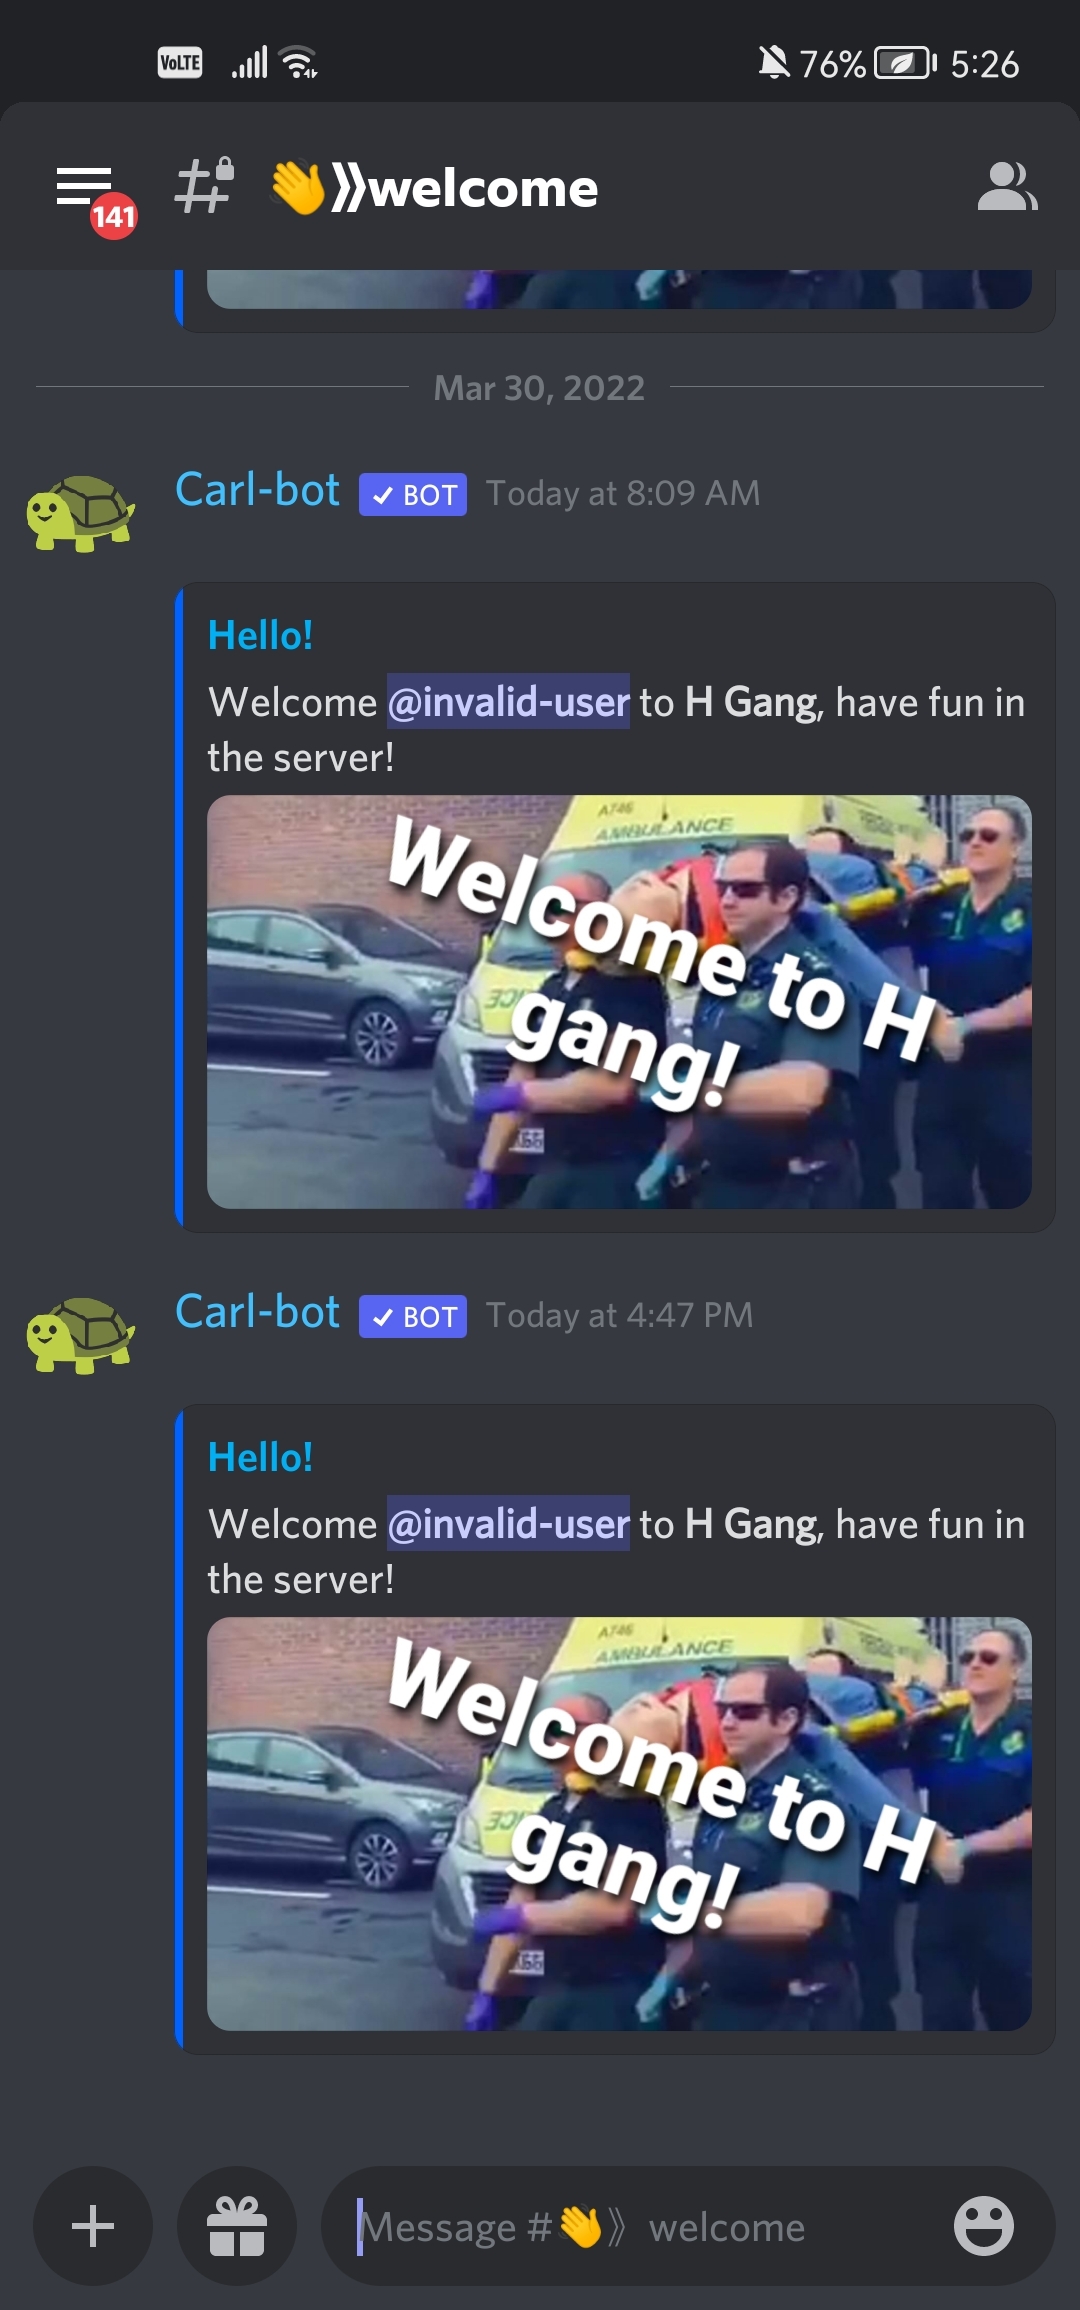 VoLTE 76% 5:26
141 # 👋⟫welcome
Mar 30, 2022
Carl-bot ✓ BOT Today at 8:09 AM
Hello!
Welcome @invalid-user to H Gang, have fun in
the server!
A746
AMBULANCE
Welcome to H
gang!
Carl-bot ✓ BOT Today at 4:47 PM
Hello!
Welcome @invalid-user to H Gang, have fun in
the server!
A746
AMBULANCE
Welcome to H
gang!
Message #👋⟫ welcome